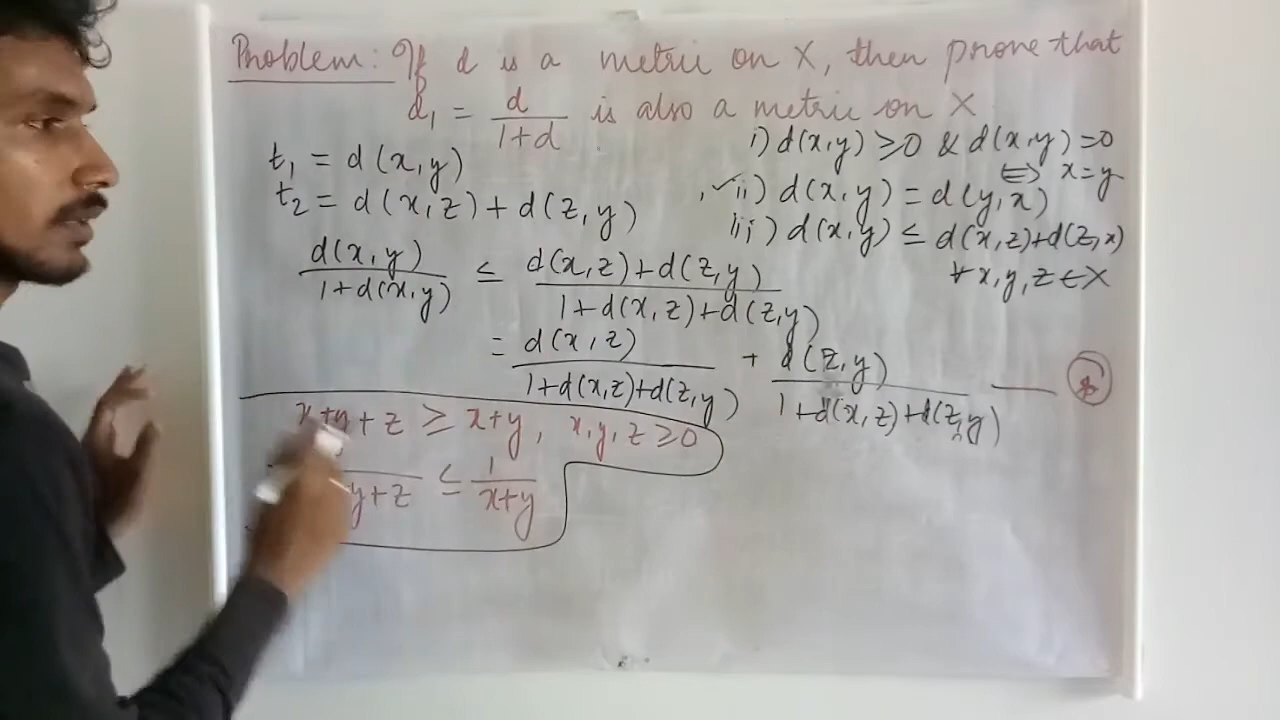 Problem: If d is a metric on X, then prove that
d₁ = d / 1+d is also a metric on X
i) d(x,y) ≥ 0 & d(x,y) = 0
⇔ x = y
✓ ii) d(x,y) = d(y,x)
iii) d(x,y) ≤ d(x,z)+d(z,x)
∀ x,y,z ∈ X
t₁ = d(x,y)
t₂ = d(x,z) + d(z,y)
d(x,y) / 1+d(x,y) ≤ d(x,z)+d(z,y) / 1+d(x,z)+d(z,y)
= d(x,z) / 1+d(x,z)+d(z,y) + d(z,y) / 1+d(x,z)+d(z,y) —
x+y+z ≥ x+y, x,y,z ≥ 0
y+z ≤ 1 / x+y